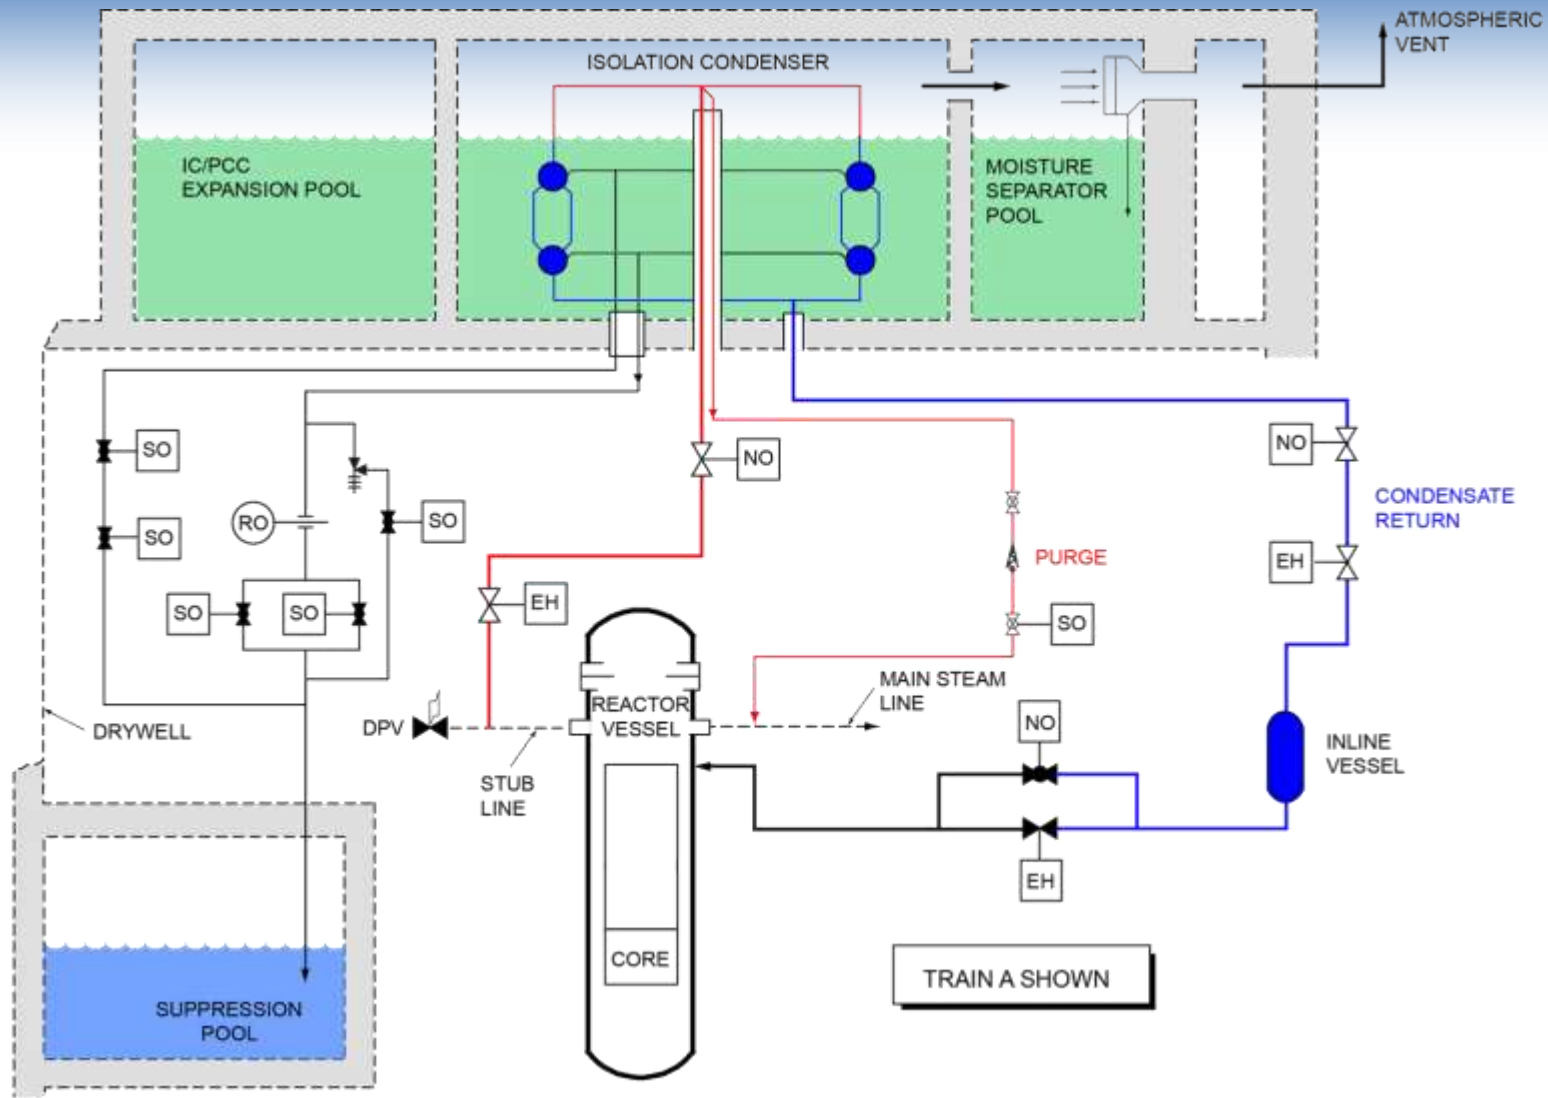 ATMOSPHERIC
VENT
ISOLATION CONDENSER
IC/PCC
EXPANSION POOL
MOISTURE
SEPARATOR
POOL
SO
NO
NO
CONDENSATE
RETURN
SO
RO
SO
PURGE
EH
EH
SO
SO
SO
MAIN STEAM
LINE
REACTOR
VESSEL
DPV
DRYWELL
NO
STUB
LINE
INLINE
VESSEL
EH
CORE
TRAIN A SHOWN
SUPPRESSION
POOL